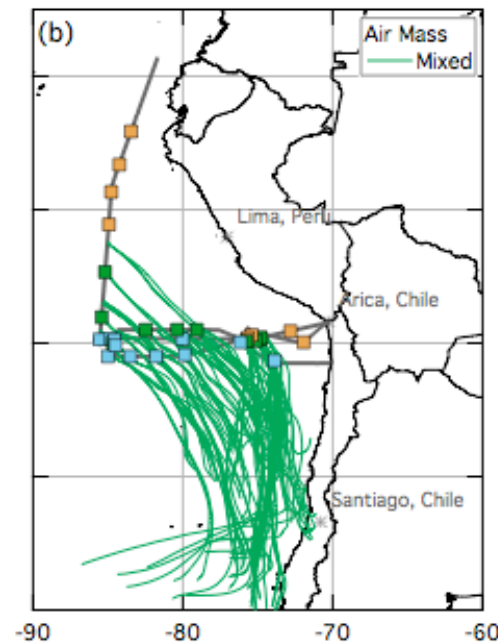 (b)
Air Mass
Mixed
Lima, Peru
Arica, Chile
Santiago, Chile
-90 -80 -70 -60